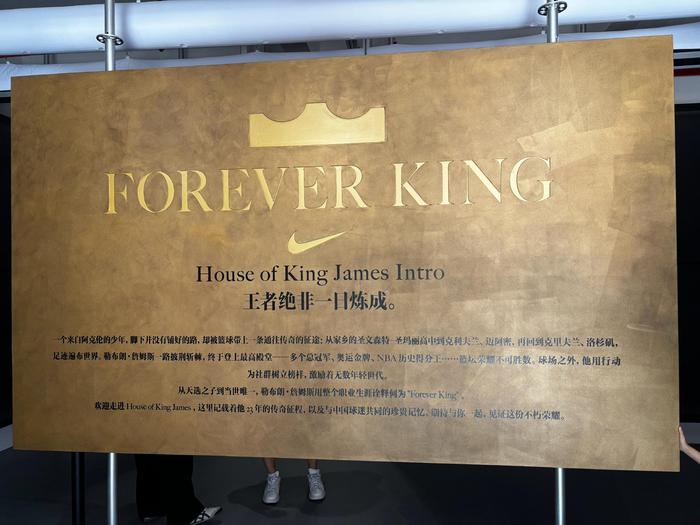 FOREVER KING
House of King James Intro
王者绝非一日炼成。
一个来自阿克伦的少年，脚下并没有铺好的路，却被篮球带上一条通往传奇的征途；从家乡的圣文森特-圣玛丽高中到克利夫兰、迈阿密，再回到克里夫兰、洛杉矶，
足迹遍布世界。勒布朗·詹姆斯一路披荆斩棘，终于登上最高殿堂——多个总冠军，奥运金牌、NBA 历史得分王……篮坛荣耀不可胜数。球场之外，他用行动
为社群树立榜样，激励着无数年轻世代。
从天选之子到当世唯一，勒布朗·詹姆斯用整个职业生涯诠释何为 "Forever King"。
欢迎走进 House of King James，这里记载着他 23 年的传奇征程，以及与中国球迷共同的珍贵记忆，期待与你一起，见证这份不朽荣耀。